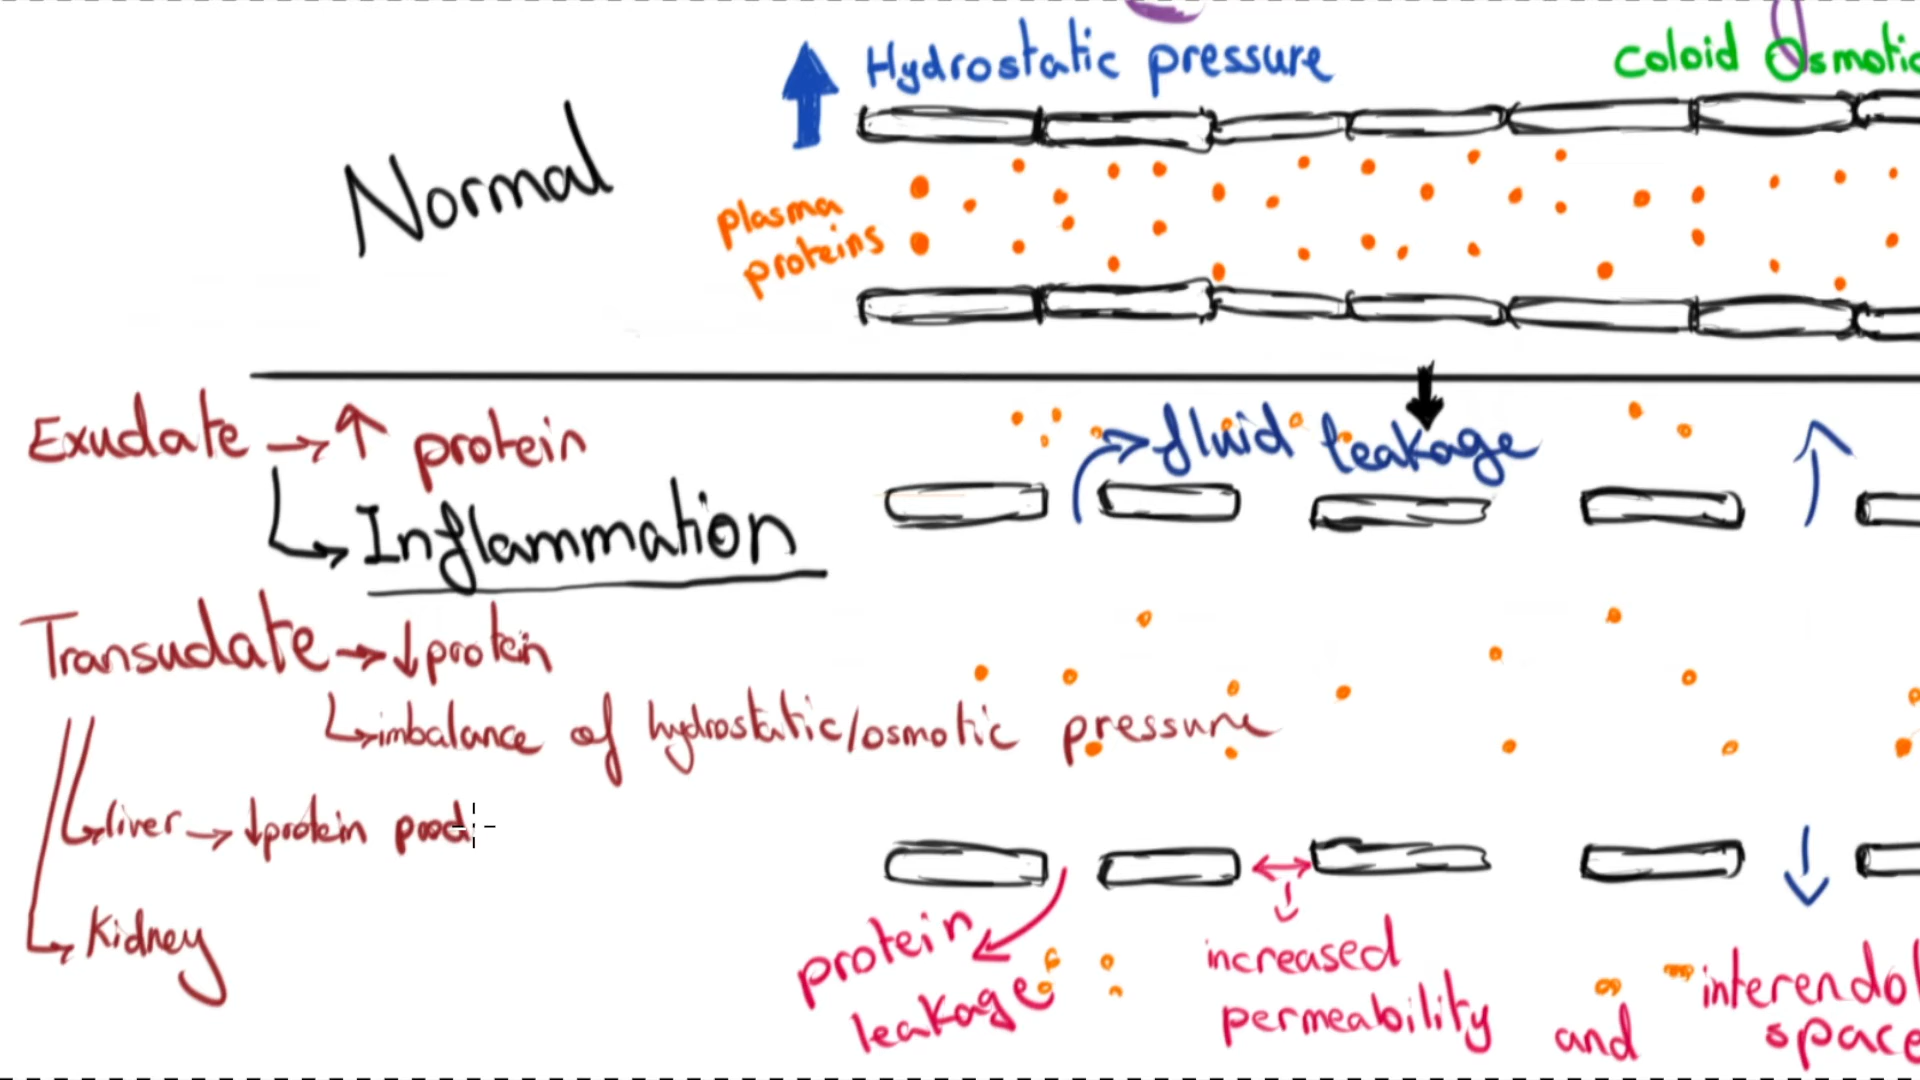 Hydrostatic pressure
Coloid Osmotic
Normal
plasma
proteins
Exudate → ↑ protein
fluid leakage
Inflammation
Transudate → ↓ protein
imbalance of hydrostatic/osmotic pressure
liver → ↓ protein prod
Kidney
protein
leakage
increased
permeability
and
interendo
space